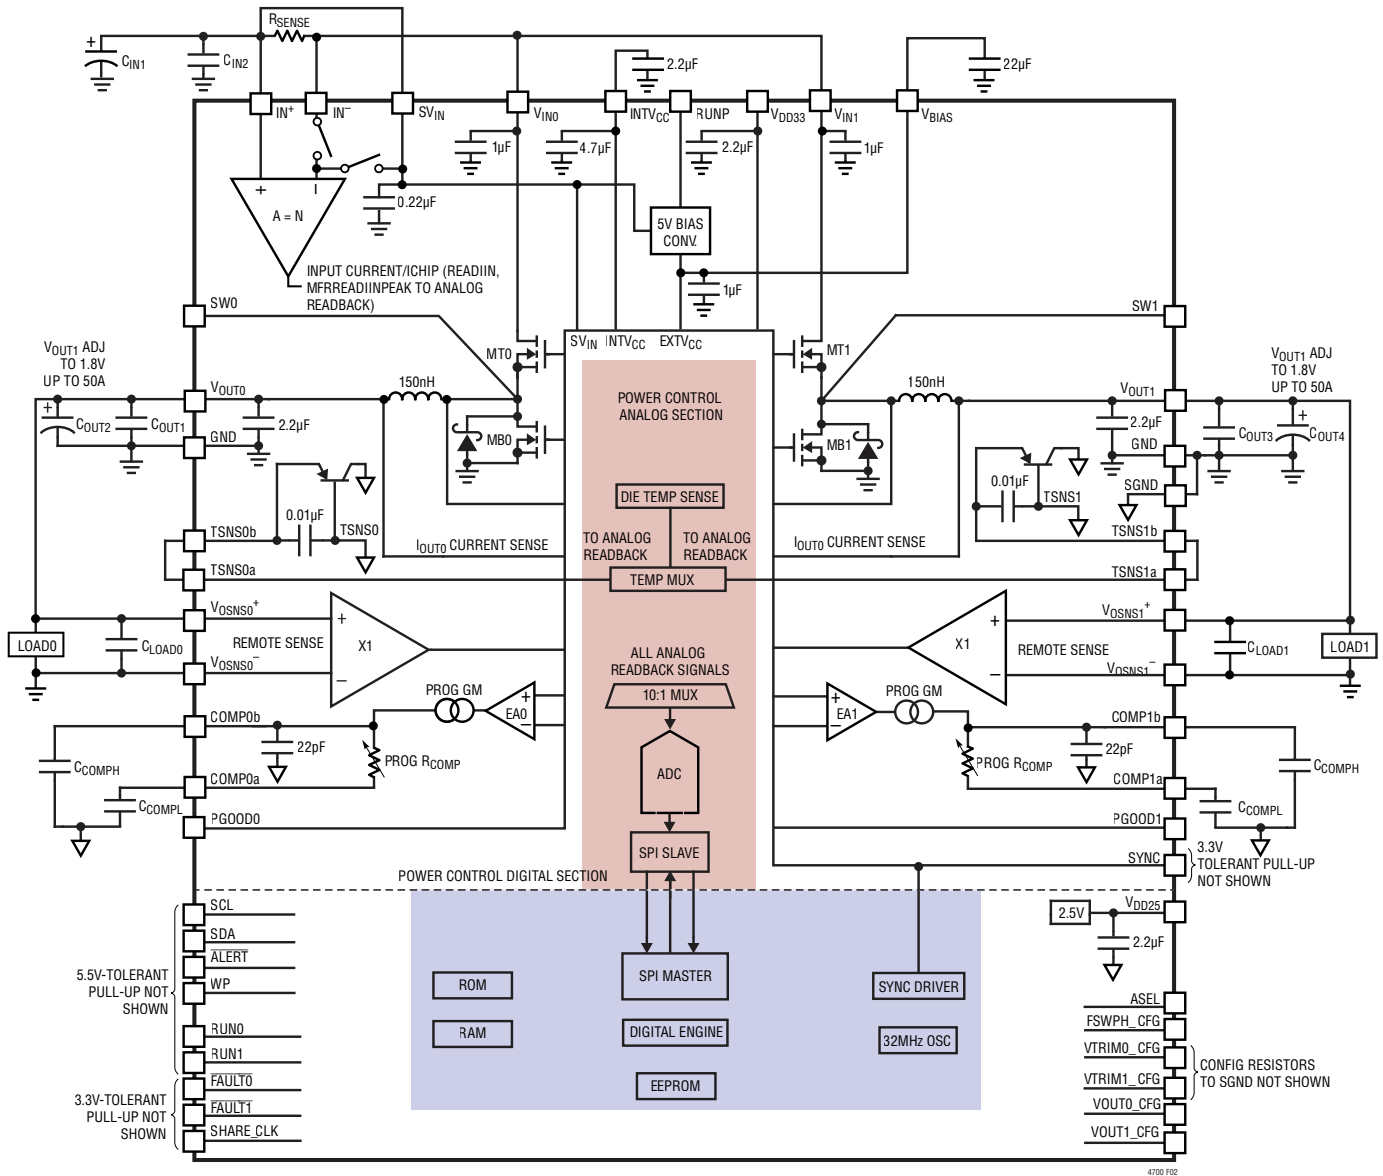 RSENSE
+
CIN1
CIN2
2.2µF
22µF
IN+
IN–
SVIN
VIN0
INTVCC
RUNP
VDD33
VIN1
VBIAS
1µF
4.7µF
2.2µF
1µF
+
–
A = N
0.22µF
5V BIAS
CONV.
INPUT CURRENT/ICHIP (READIIN,
MFRREADIINPEAK TO ANALOG
READBACK)
1µF
SW0
SW1
SVIN
INTVCC
EXTVCC
MT0
MT1
VOUT1 ADJ
TO 1.8V
UP TO 50A
VOUT1 ADJ
TO 1.8V
UP TO 50A
VOUT0
150nH
150nH
VOUT1
POWER CONTROL
ANALOG SECTION
+
COUT2
COUT1
2.2µF
GND
MB0
MB1
2.2µF
GND
COUT3
+
COUT4
SGND
DIE TEMP SENSE
0.01µF
TSNS0
0.01µF
TSNS1
TSNS0b
TSNS1b
IOUT0 CURRENT SENSE
TO ANALOG
READBACK
TO ANALOG
READBACK
IOUT0 CURRENT SENSE
TSNS0a
TEMP MUX
TSNS1a
VOSNS0+
+
VOSNS1+
+
LOAD0
CLOAD0
REMOTE SENSE
X1
X1
REMOTE SENSE
CLOAD1
LOAD1
VOSNS0–
–
VOSNS1–
–
ALL ANALOG
READBACK SIGNALS
10:1 MUX
PROG GM
EA0
+
–
+
–
EA1
PROG GM
COMP0b
COMP1b
22pF
PROG RCOMP
ADC
PROG RCOMP
22pF
CCOMPH
CCOMPH
COMP0a
COMP1a
CCOMPL
CCOMPL
PGOOD0
PGOOD1
SPI SLAVE
SYNC
3.3V
TOLERANT PULL-UP
NOT SHOWN
POWER CONTROL DIGITAL SECTION
SCL
SDA
ALERT
WP
5.5V-TOLERANT
PULL-UP NOT
SHOWN
RUN0
RUN1
2.5V
VDD25
2.2µF
ROM
SPI MASTER
SYNC DRIVER
RAM
DIGITAL ENGINE
32MHz OSC
EEPROM
ASEL
FSWPH_CFG
VTRIM0_CFG
VTRIM1_CFG
CONFIG RESISTORS
TO SGND NOT SHOWN
VOUT0_CFG
VOUT1_CFG
3.3V-TOLERANT
PULL-UP NOT
SHOWN
FAULT0
FAULT1
SHARE_CLK
4700 F02